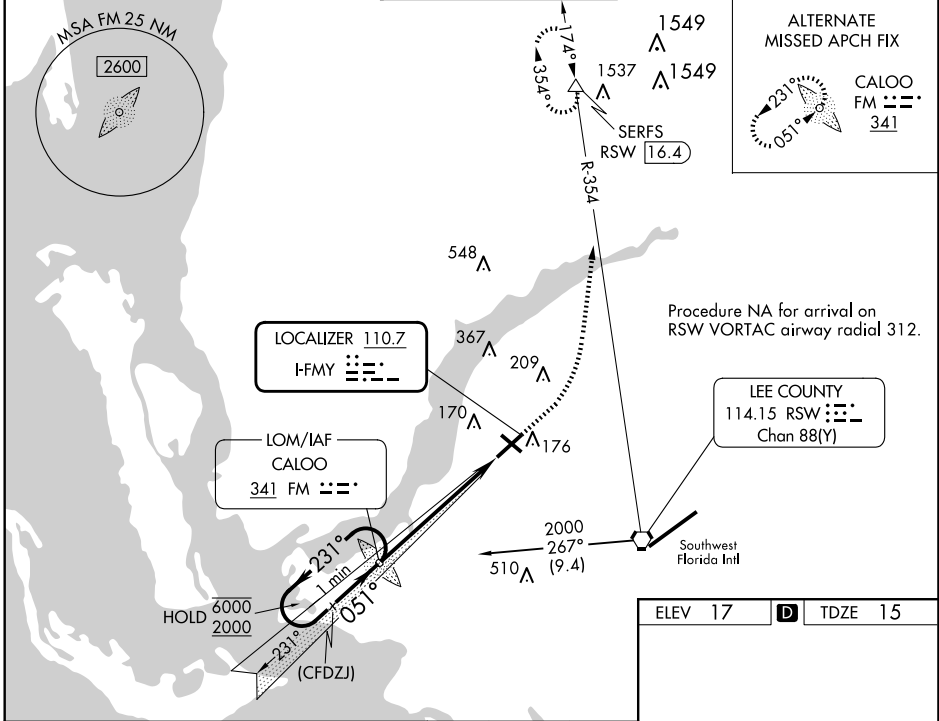 MSA FM 25 NM
2600
174°
354°
1549
1537
1549
SERFS
RSW 16.4
R-354
ALTERNATE
MISSED APCH FIX
231°
051°
CALOO
FM
341
548
Procedure NA for arrival on
RSW VORTAC airway radial 312.
LOCALIZER 110.7
I-FMY
367
209
170
176
LEE COUNTY
114.15 RSW
Chan 88(Y)
LOM/IAF
CALOO
341 FM
2000
267°
(9.4)
510
Southwest
Florida Intl
231°
1 min
051°
HOLD 6000
2000
231°
(CFDZJ)
ELEV 17 D TDZE 15